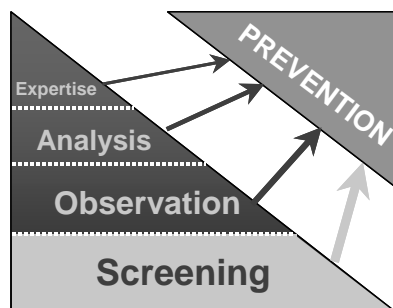 PREVENTION
Expertise
Analysis
Observation
Screening